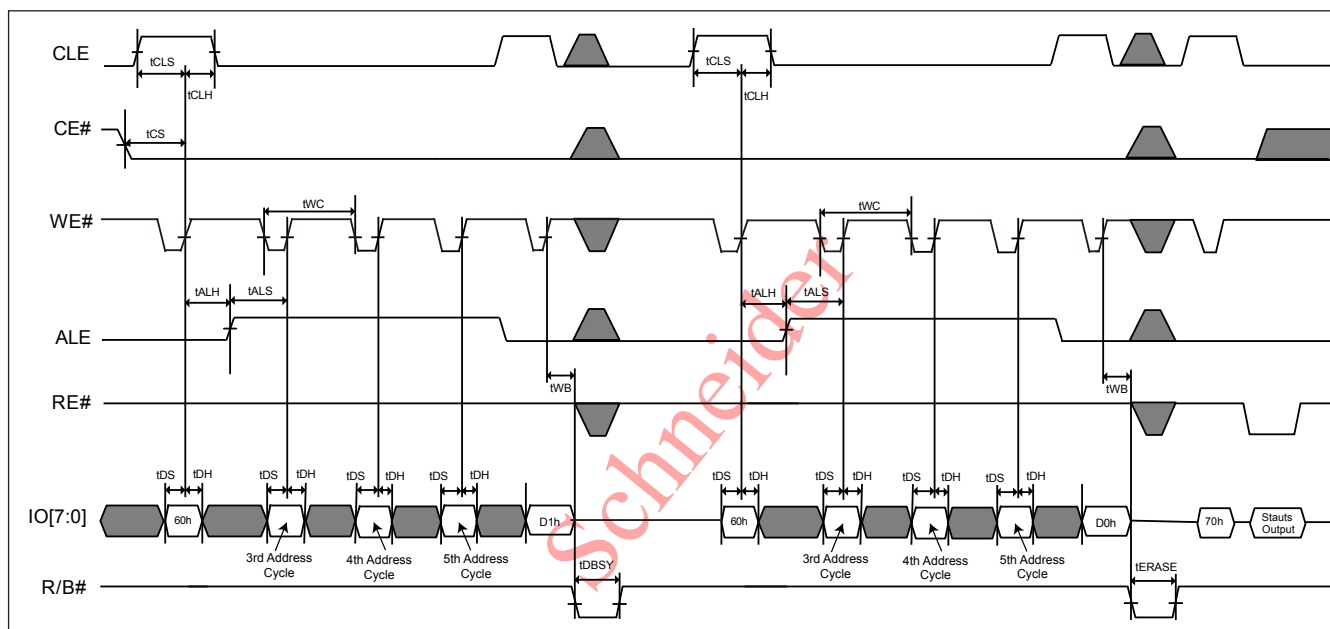 CLE
tCLS
tCLH
tCLS
tCLH
CE#
tCS
WE#
tWC
tWC
tALH
tALS
tALH
tALS
ALE
tWB
tWB
RE#
tDS
tDH
tDS
tDH
tDS
tDH
tDS
tDH
tDS
tDH
tDS
tDH
tDS
tDH
tDS
tDH
IO[7:0]
60h
D1h
60h
D0h
70h
Stauts
Output
3rd Address
Cycle
4th Address
Cycle
5th Address
Cycle
3rd Address
Cycle
4th Address
Cycle
5th Address
Cycle
tDBSY
tERASE
R/B#
Schneider